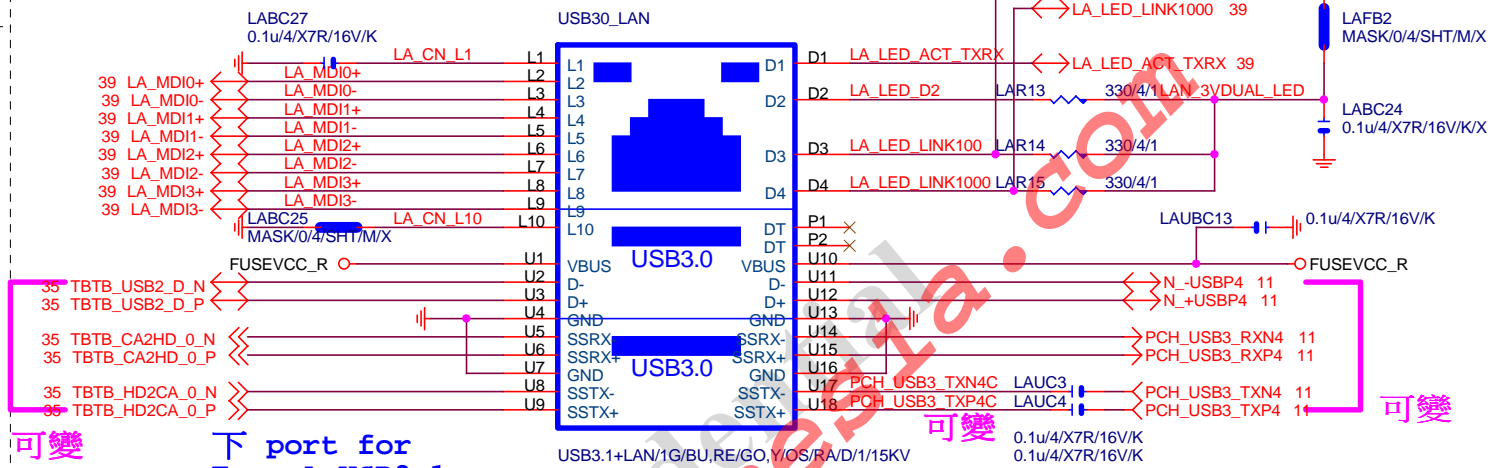 LABC27
0.1u/4/X7R/16V/K
USB30_LAN
LA_LED_LINK1000 39
LAFB2
MASK/0/4/SHT/M/X
LA_CN_L1 L1 L1
39 LA_MDI0+ LA_MDI0+ L2 L2
39 LA_MDI0- LA_MDI0- L3 L3
39 LA_MDI1+ LA_MDI1+ L4 L4
39 LA_MDI1- LA_MDI1- L5 L5
39 LA_MDI2+ LA_MDI2+ L6 L6
39 LA_MDI2- LA_MDI2- L7 L7
39 LA_MDI3+ LA_MDI3+ L8 L8
39 LA_MDI3- LA_MDI3- L9 L9
LABC25 LA_CN_L10 L10 L10
MASK/0/4/SHT/M/X
D1 D1 LA_LED_ACT_TXRX LA_LED_ACT_TXRX 39
D2 D2 LA_LED_D2 LAR13 330/4/1 LAN_3VDUAL_LED
LABC24
0.1u/4/X7R/16V/K/X
D3 D3 LA_LED_LINK100 LAR14 330/4/1
D4 D4 LA_LED_LINK1000 LAR15 330/4/1
DT P1
DT P2
LAUBC13 0.1u/4/X7R/16V/K
FUSEVCC_R U1 VBUS USB3.0 VBUS U10 FUSEVCC_R
35 TBTB_USB2_D_N U2 D- D- U11 N_-USBP4 11
35 TBTB_USB2_D_P U3 D+ D+ U12 N_+USBP4 11
U4 GND GND U13
35 TBTB_CA2HD_0_N U5 SSRX- SSRX- U14 PCH_USB3_RXN4 11
35 TBTB_CA2HD_0_P U6 SSRX+ SSRX+ U15 PCH_USB3_RXP4 11
U7 GND USB3.0 GND U16
35 TBTB_HD2CA_0_N U8 SSTX- SSTX- U17 PCH_USB3_TXN4C LAUC3 PCH_USB3_TXN4 11
35 TBTB_HD2CA_0_P U9 SSTX+ SSTX+ U18 PCH_USB3_TXP4C LAUC4 PCH_USB3_TXP4 11
可變
可變
可變
下 port for
0.1u/4/X7R/16V/K
0.1u/4/X7R/16V/K
USB3.1+LAN/1G/BU,RE/GO,Y/OS/RA/D/1/15KV